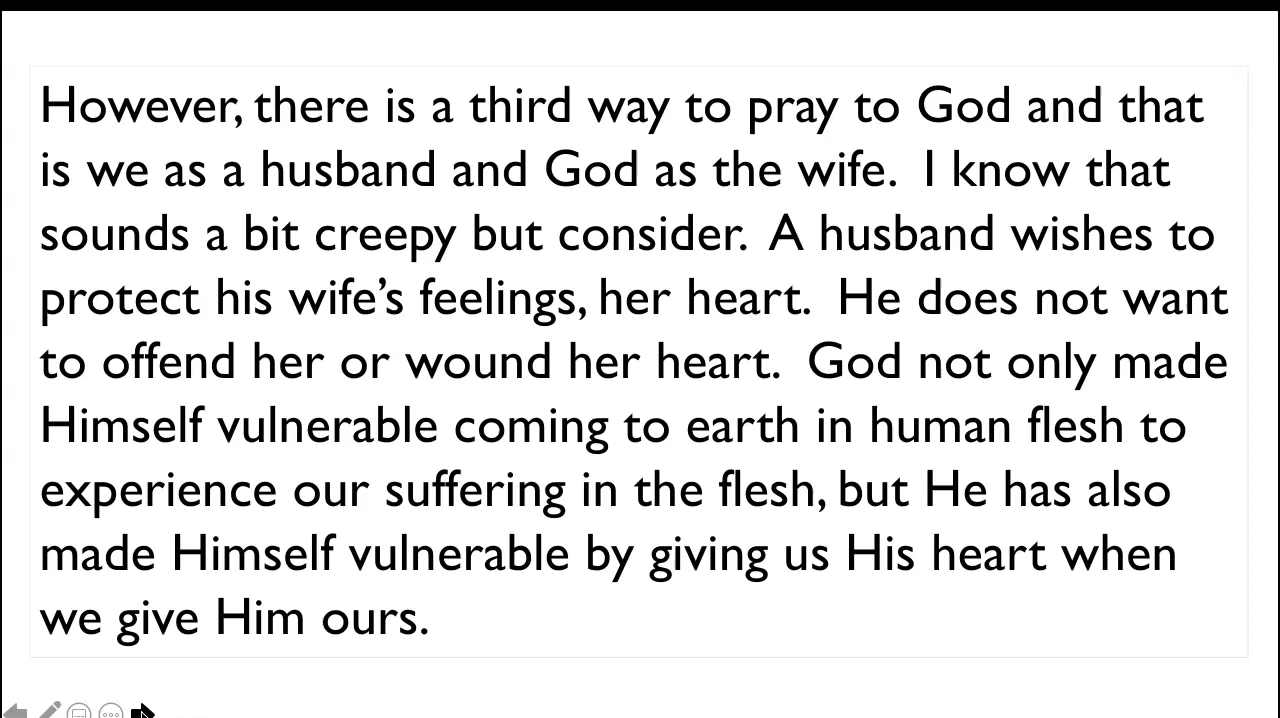 However, there is a third way to pray to God and that
is we as a husband and God as the wife.  I know that
sounds a bit creepy but consider.  A husband wishes to
protect his wife’s feelings, her heart.  He does not want
to offend her or wound her heart.  God not only made
Himself vulnerable coming to earth in human flesh to
experience our suffering in the flesh, but He has also
made Himself vulnerable by giving us His heart when
we give Him ours.